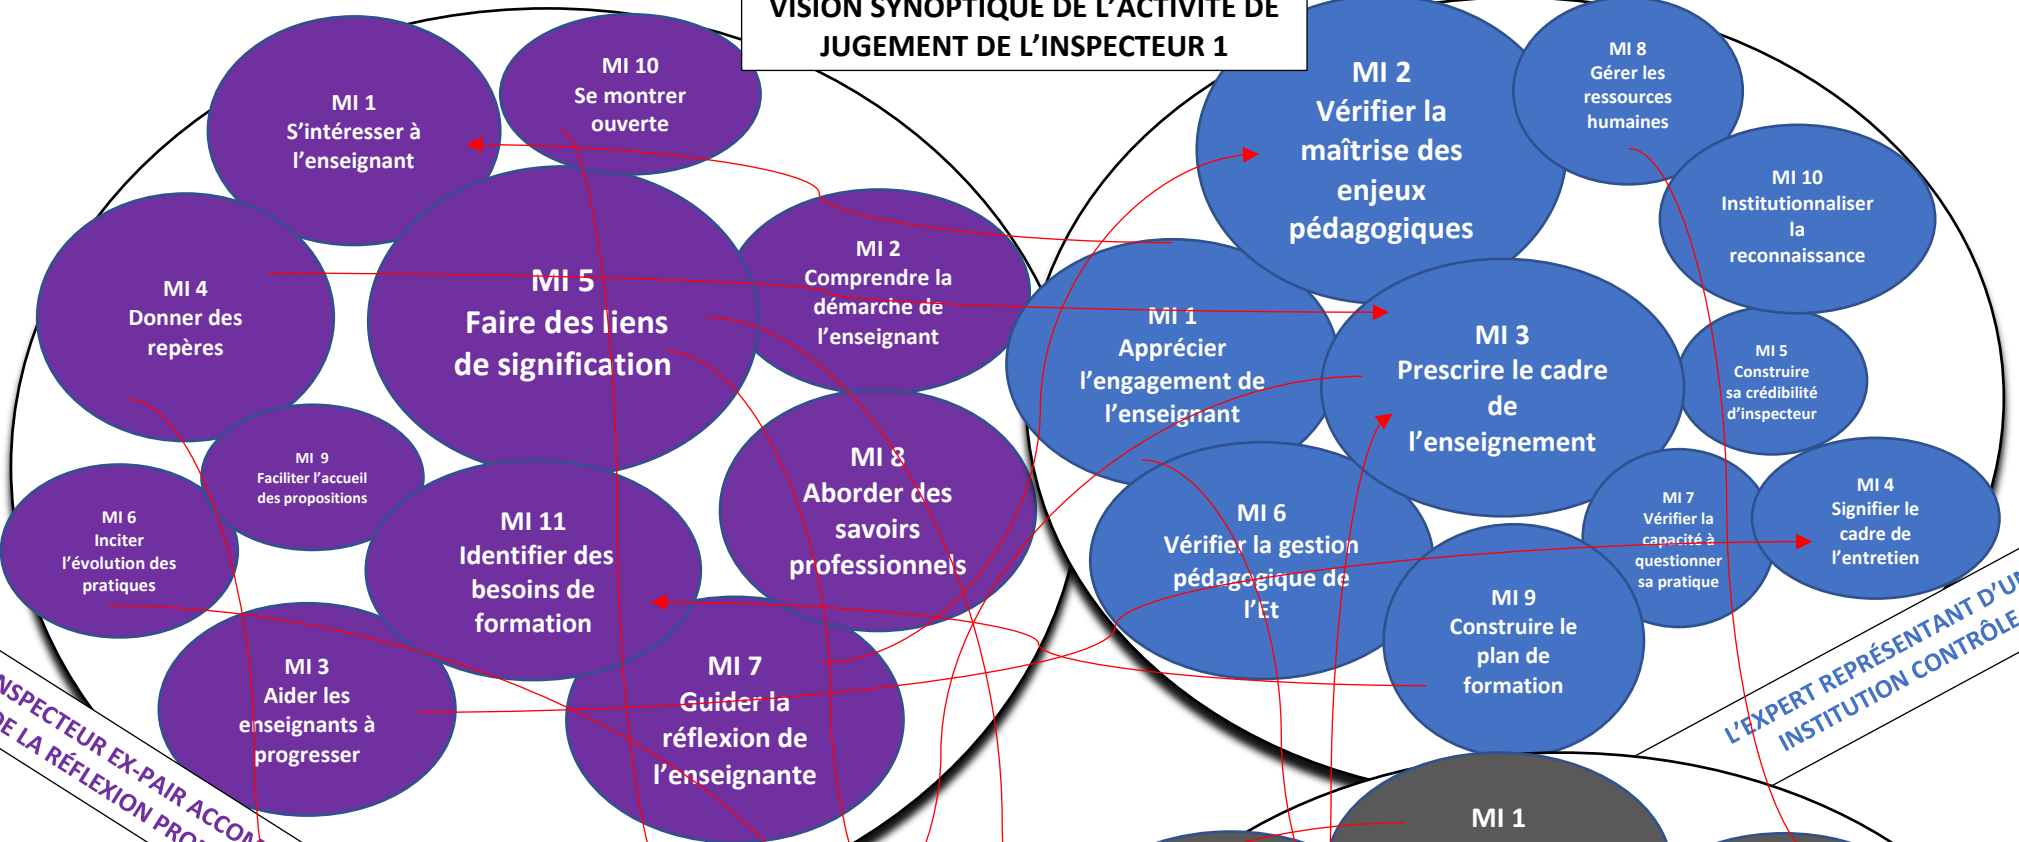 VISION SYNOPTIQUE DE L'ACTIVITÉ DE
JUGEMENT DE L'INSPECTEUR 1
MI 1
S'intéresser à
l'enseignant
MI 10
Se montrer
ouverte
MI 4
Donner des
repères
MI 5
Faire des liens
de signification
MI 2
Comprendre la
démarche de
l'enseignant
MI 9
Faciliter l'accueil
des propositions
MI 6
Inciter
l'évolution des
pratiques
MI 11
Identifier des
besoins de
formation
MI 8
Aborder des
savoirs
professionnels
MI 3
Aider les
enseignants à
progresser
MI 7
Guider la
réflexion de
l'enseignante
NSPECTEUR EX-PAIR ACCOM
DE LA RÉFLEXION PRO
MI 2
Vérifier la
maîtrise des
enjeux
pédagogiques
MI 8
Gérer les
ressources
humaines
MI 10
Institutionnaliser
la
reconnaissance
MI 1
Apprécier
l'engagement de
l'enseignant
MI 3
Prescrire le cadre
de
l'enseignement
MI 5
Construire
sa crédibilité
d'inspecteur
MI 6
Vérifier la gestion
pédagogique de
l'Et
MI 7
Vérifier la
capacité à
questionner
sa pratique
MI 4
Signifier le
cadre de
l'entretien
MI 9
Construire le
plan de
formation
L'EXPERT REPRÉSENTANT D'UN
INSTITUTION CONTRÔLE
MI 1